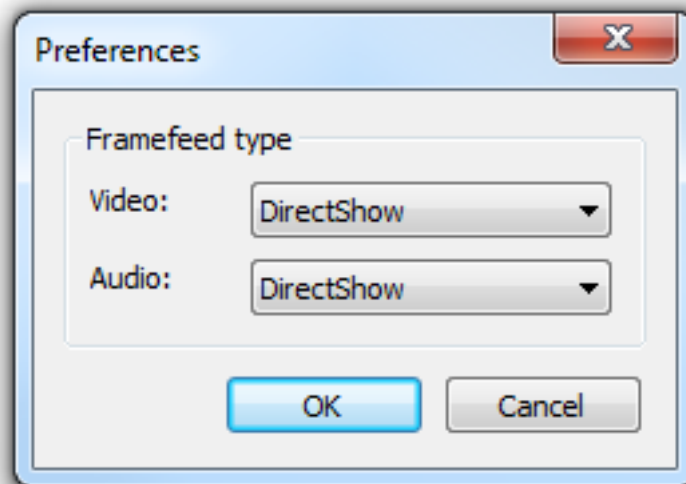 Preferences
Framefeed type
Video: DirectShow
Audio: DirectShow
OK Cancel